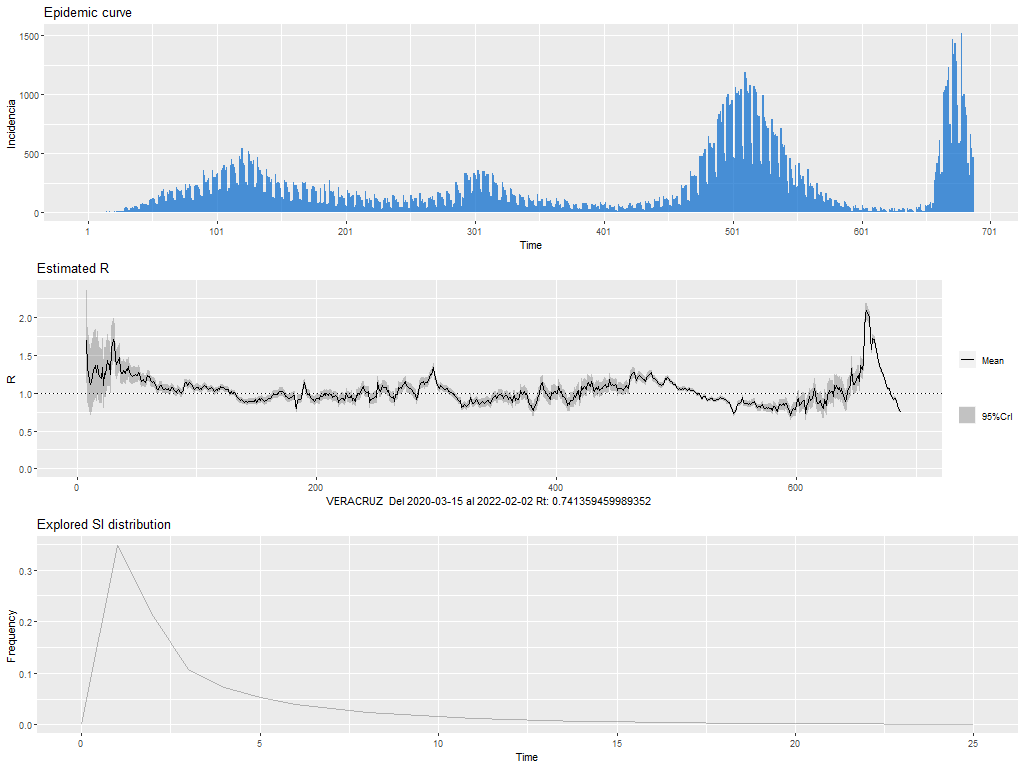 Epidemic curve
1500
1000
500
0
Incidencia
1 101 201 301 401 501 601 701
Time
Estimated R
2.0
1.5
1.0
0.5
0.0
R
Mean
95%CrI
0 200 400 600
VERACRUZ Del 2020-03-15 al 2022-02-02 Rt: 0.741359459989352
Explored SI distribution
0.3
0.2
0.1
0.0
Frequency
0 5 10 15 20 25
Time